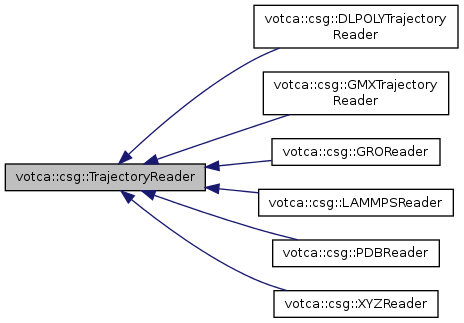 votca::csg::DLPOLYTrajectory
Reader
votca::csg::GMXTrajectory
Reader
votca::csg::GROReader
votca::csg::TrajectoryReader
votca::csg::LAMMPSReader
votca::csg::PDBReader
votca::csg::XYZReader